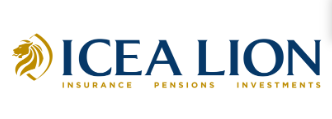 ICEA LION
INSURANCE PENSIONS INVESTMENTS